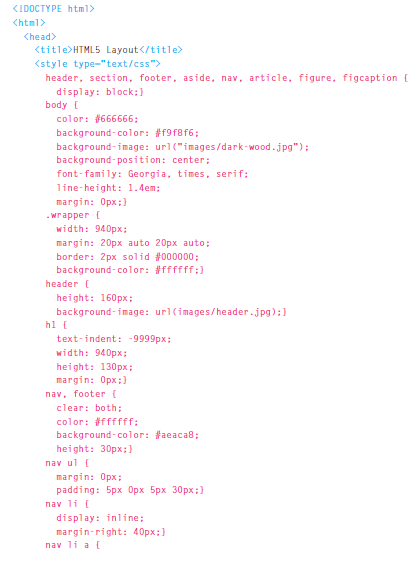 <!DOCTYPE html>
<html>
<head>
<title>HTML5 Layout</title>
<style type="text/css">
header, section, footer, aside, nav, article, figure, figcaption {
display: block;}
body {
color: #666666;
background-color: #f9f8f6;
background-image: url("images/dark-wood.jpg");
background-position: center;
font-family: Georgia, times, serif;
line-height: 1.4em;
margin: 0px;}
.wrapper {
width: 940px;
margin: 20px auto 20px auto;
border: 2px solid #000000;
background-color: #ffffff;}
header {
height: 160px;
background-image: url(images/header.jpg);}
h1 {
text-indent: -9999px;
width: 940px;
height: 130px;
margin: 0px;}
nav, footer {
clear: both;
color: #ffffff;
background-color: #aeaca8;
height: 30px;}
nav ul {
margin: 0px;
padding: 5px 0px 5px 30px;}
nav li {
display: inline;
margin-right: 40px;}
nav li a {